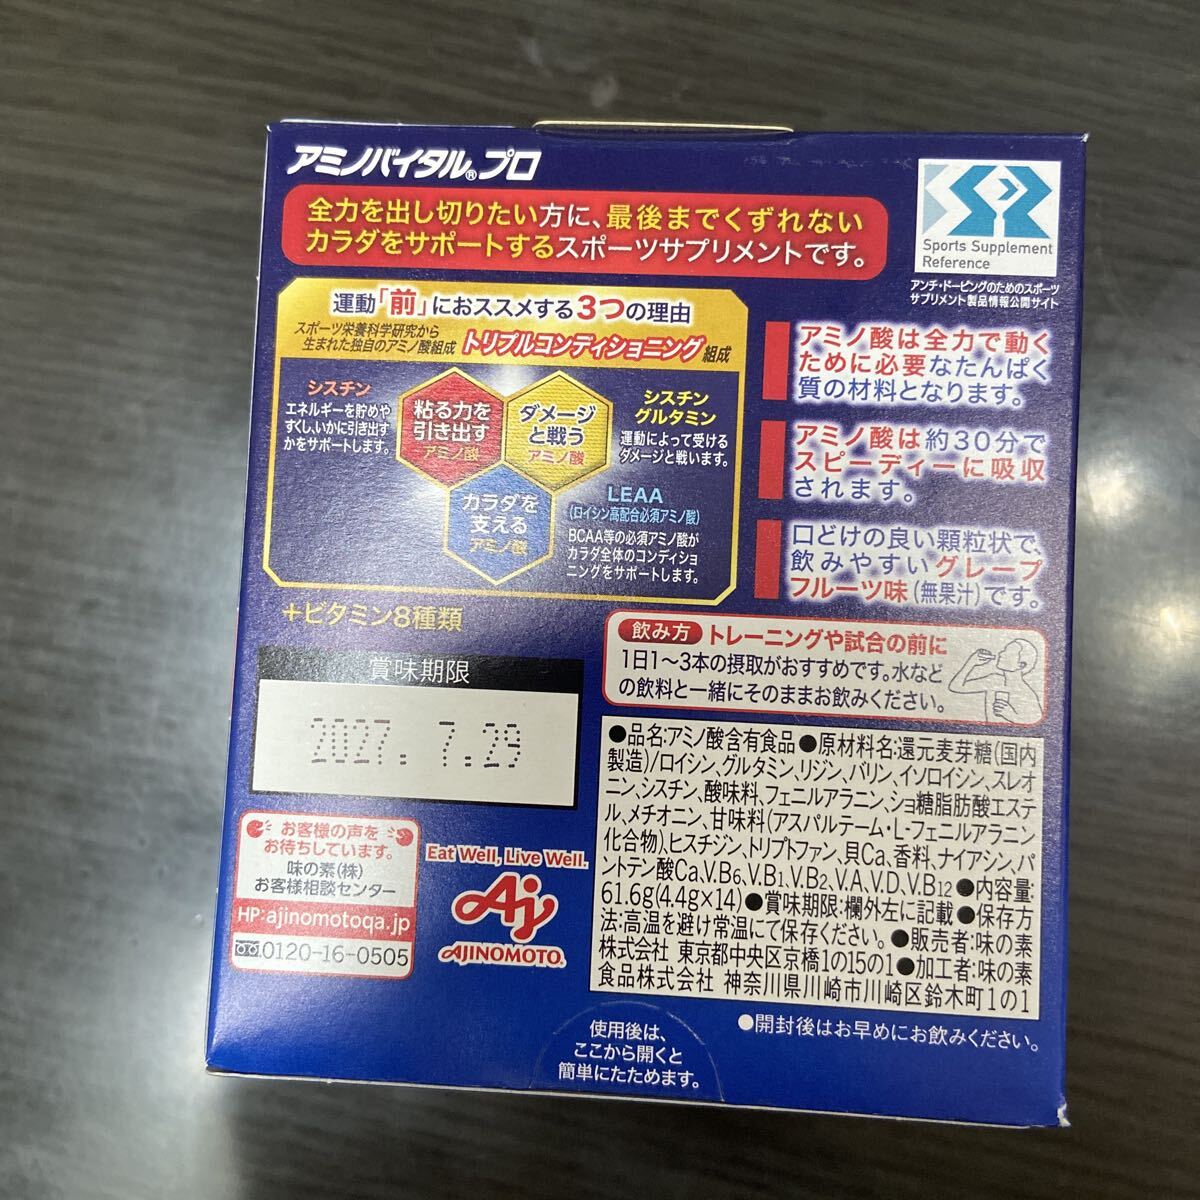 アミノバイタル®プロ
全力を出し切りたい方に、最後までくずれない
カラダをサポートするスポーツサプリメントです。
SR
Sports Supplement
Reference
アンチ・ドーピングのためのスポーツ
サプリメント製品情報公開サイト
運動「前」におススメする3つの理由
スポーツ栄養科学研究から
生まれた独自のアミノ酸組成 トリプルコンディショニング組成
シスチン
エネルギーを貯めや
すくし、いかに引き出す
かをサポートします。
粘る力を
引き出す
アミノ酸
ダメージ
と戦う
アミノ酸
シスチン
グルタミン
運動によって受ける
ダメージと戦います。
カラダを
支える
アミノ酸
LEAA
(ロイシン高配合必須アミノ酸)
BCAA等の必須アミノ酸が
カラダ全体のコンディショ
ニングをサポートします。
+ビタミン8種類
アミノ酸は全力で動く
ために必要なたんぱく
質の材料となります。
アミノ酸は約30分で
スピーディーに吸収
されます。
口どけの良い顆粒状で、
飲みやすいグレープ
フルーツ味(無果汁)です。
飲み方 トレーニングや試合の前に
1日1〜3本の摂取がおすすめです。水など
の飲料と一緒にそのままお飲みください。
賞味期限
2027. 7.29
●品名:アミノ酸含有食品●原材料名:還元麦芽糖(国内
製造)/ロイシン、グルタミン、リジン、バリン、イソロイシン、スレオ
ニン、シスチン、酸味料、フェニルアラニン、ショ糖脂肪酸エステ
ル、メチオニン、甘味料(アスパルテーム・L-フェニルアラニン
化合物)、ヒスチジン、トリプトファン、貝Ca、香料、ナイアシン、パ
ントテン酸Ca、V.B6、V.B1、V.B2、V.A、V.D、V.B12●内容量:
61.6g(4.4g×14)●賞味期限:欄外左に記載●保存方
法:高温を避け常温にて保存ください。●販売者:味の素
株式会社 東京都中央区京橋1の15の1●加工者:味の素
食品株式会社 神奈川県川崎市川崎区鈴木町1の1
●開封後はお早めにお飲みください。
お客様の声を
お待ちしています。
味の素(株)
お客様相談センター
HP:ajinomotoqa.jp
0120-16-0505
Eat Well, Live Well.
Aj
AJINOMOTO®
使用後は、
ここから開くと
簡単にたためます。